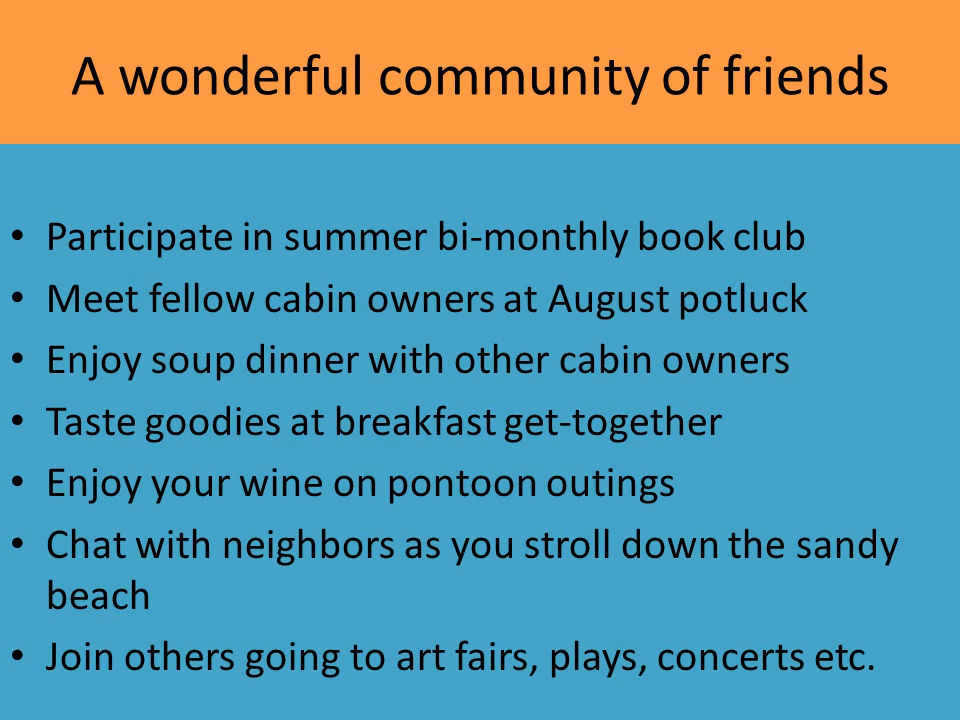 A wonderful community of friends
• Participate in summer bi-monthly book club
• Meet fellow cabin owners at August potluck
• Enjoy soup dinner with other cabin owners
• Taste goodies at breakfast get-together
• Enjoy your wine on pontoon outings
• Chat with neighbors as you stroll down the sandy
beach
• Join others going to art fairs, plays, concerts etc.